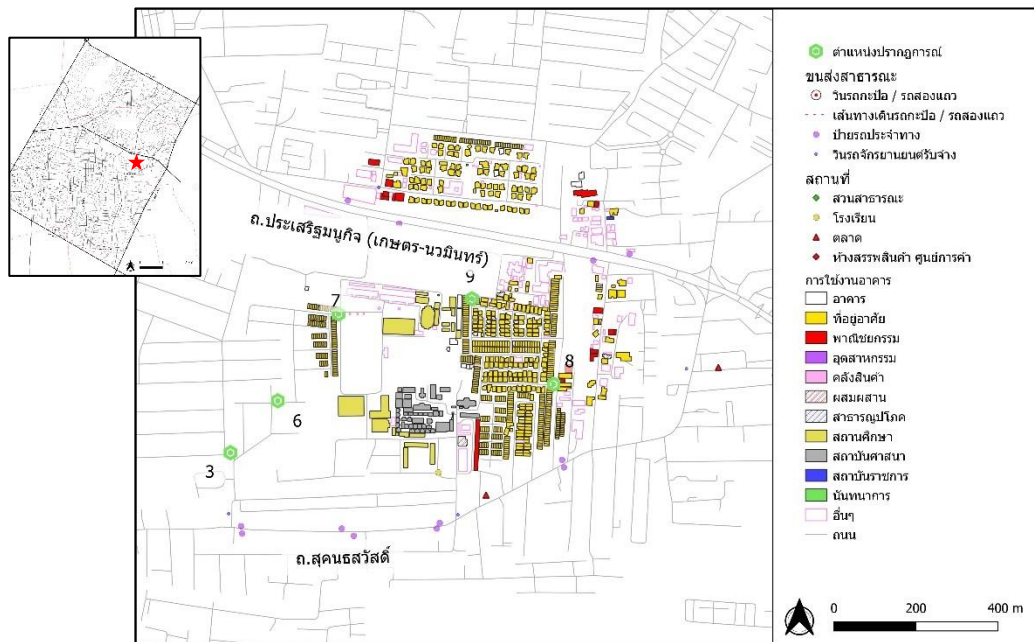 ถ.ประเสริฐมนูกิจ (เกษตร-นวมินทร์)
9
7
8
6
3
ถ.สุคนธสวัสดิ์
ตำแหน่งปรากฏการณ์
ขนส่งสาธารณะ
วินรถกะป๊อ / รถสองแถว
เส้นทางเดินรถกะป๊อ / รถสองแถว
ป้ายรถประจำทาง
วินรถจักรยานยนต์รับจ้าง
สถานที่
สวนสาธารณะ
โรงเรียน
ตลาด
ห้างสรรพสินค้า ศูนย์การค้า
การใช้งานอาคาร
อาคาร
ที่อยู่อาศัย
พาณิชยกรรม
อุตสาหกรรม
คลังสินค้า
ผสมผสาน
สาธารณูปโภค
สถานศึกษา
สถาบันศาสนา
สถาบันราชการ
นันทนาการ
อื่นๆ
ถนน
0 200 400 m